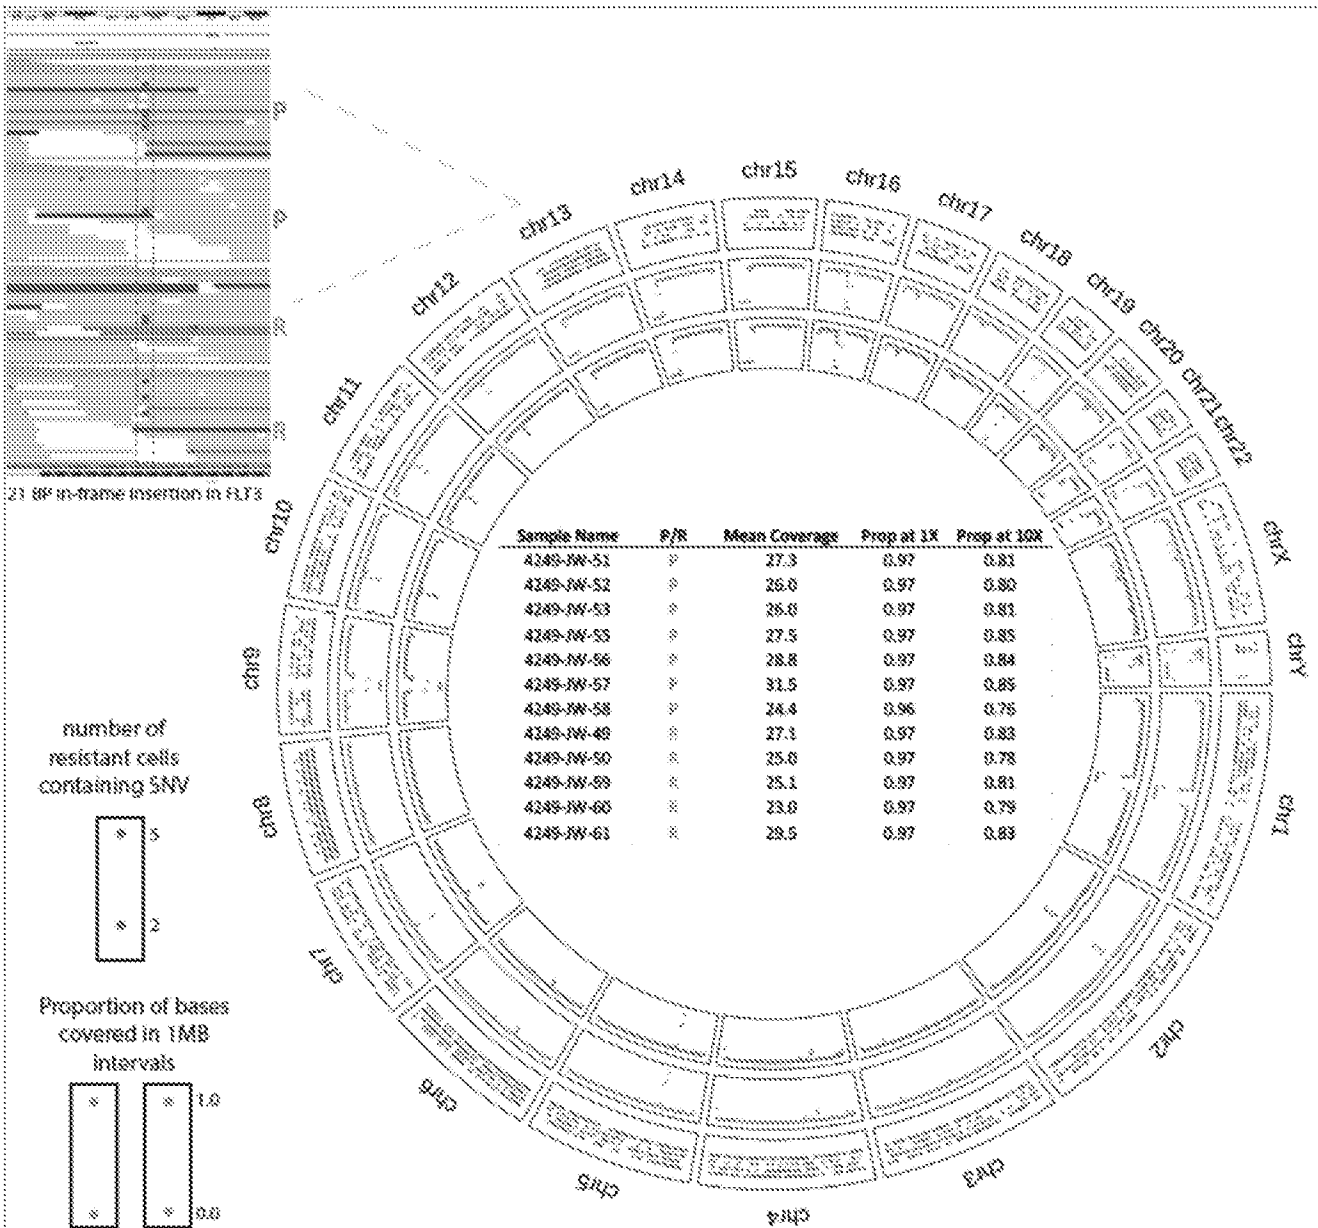 P
P
R
R
21 BP in-frame insertion in FLT3
chr10
chr11
chr12
chr13
chr14
chr15
chr16
chr17
chr18
chr19
chr20
chr21
chr22
chrX
chrY
chr1
chr2
chr3
chr4
chr5
chr6
chr7
chr8
chr9
Sample Name P/R Mean Coverage Prop at 1X Prop at 10X
4249-JW-51 P 27.3 0.97 0.81
4249-JW-52 P 26.0 0.97 0.80
4249-JW-53 P 26.0 0.97 0.81
4249-JW-55 P 27.5 0.97 0.85
4249-JW-56 P 28.8 0.97 0.84
4249-JW-57 P 31.5 0.97 0.85
4249-JW-58 P 24.4 0.96 0.76
4249-JW-49 R 27.1 0.97 0.83
4249-JW-50 R 25.0 0.97 0.78
4249-JW-59 R 25.1 0.97 0.81
4249-JW-60 R 23.0 0.97 0.79
4249-JW-61 R 29.5 0.97 0.83
number of
resistant cells
containing SNV
5
2
Proportion of bases
covered in 1MB
intervals
1.0
0.0